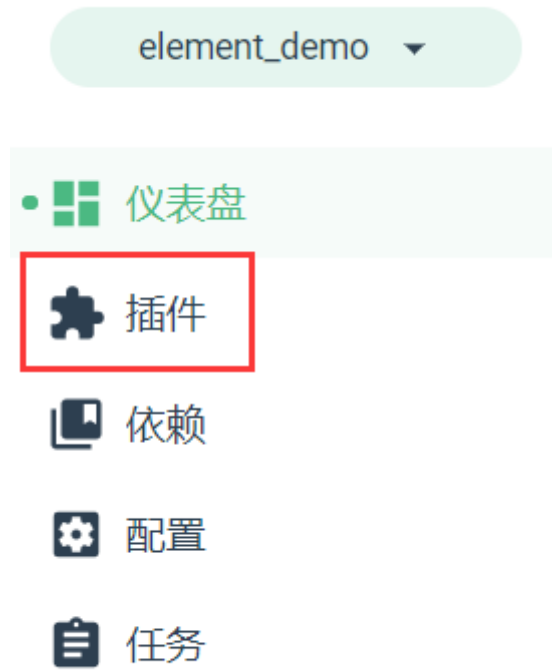 element_demo
仪表盘
插件
依赖
配置
任务